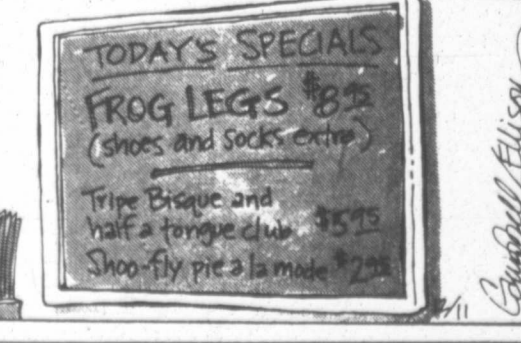 TODAY'S SPECIALS
FROG LEGS $8.95
(shoes and socks extra)
Tripe Bisque and
half a tongue club $5.95
Shoo-fly pie a la mode $2.95
Ellison